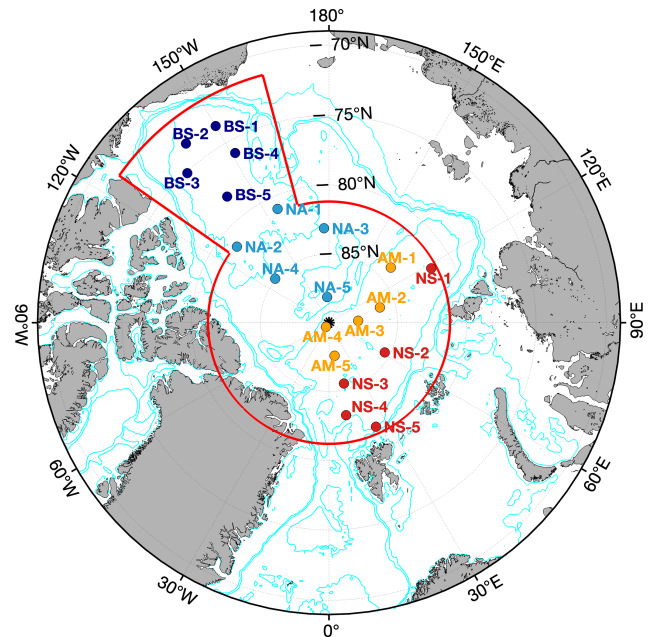 180°
70°N
150°W
150°E
75°N
BS-1
BS-2
BS-4
120°W
120°E
BS-3
80°N
BS-5
NA-1
NA-3
NA-2
85°N
AM-1
NA-4
NS-1
NA-5
AM-2
90°W
AM-3
90°E
AM-4
NS-2
AM-5
NS-3
NS-4
NS-5
60°W
60°E
30°W
30°E
0°